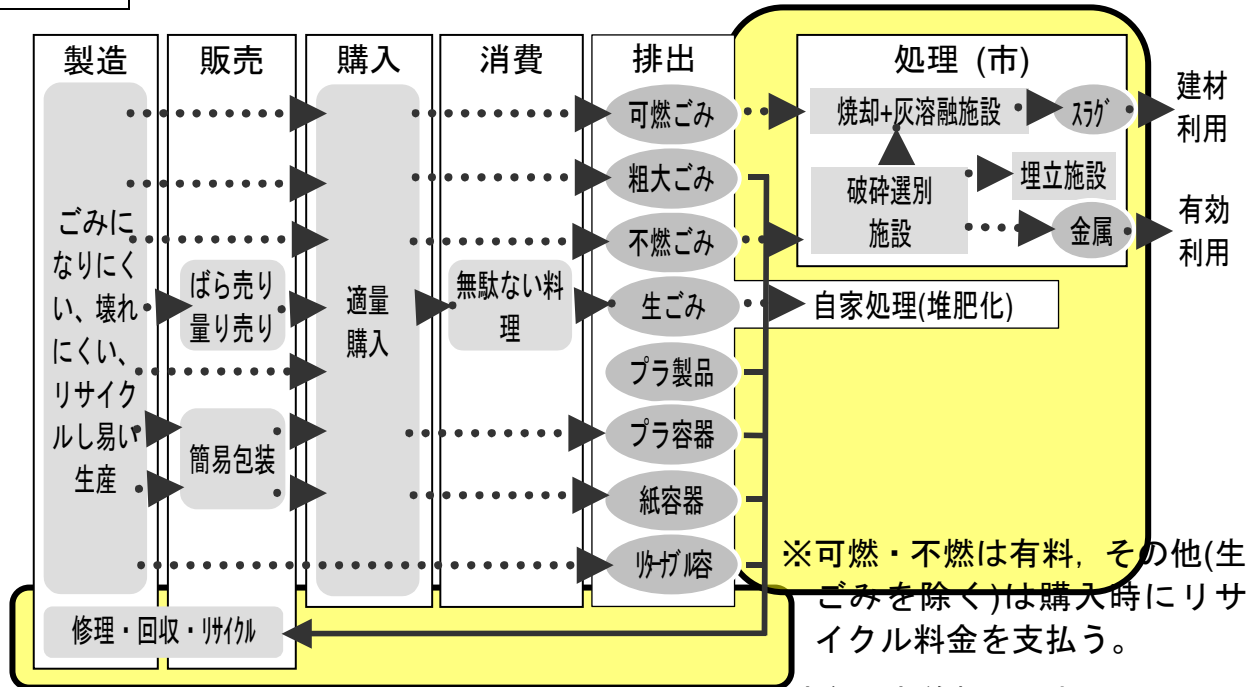 製造
販売
購入
消費
排出
処理 (市)
ごみに
なりにく
い、壊れ
にくい、
リサイク
ルし易い
生産
ばら売り
量り売り
簡易包装
適量
購入
無駄ない料
理
可燃ごみ
粗大ごみ
不燃ごみ
生ごみ
プラ製品
プラ容器
紙容器
ﾘﾀｰﾅﾌﾞﾙ容
焼却+灰溶融施設
ｽﾗｸﾞ
破砕選別
施設
埋立施設
金属
自家処理(堆肥化)
建材
利用
有効
利用
修理・回収・ﾘｻｲｸﾙ
※可燃・不燃は有料, その他(生
ごみを除く)は購入時にリサ
イクル料金を支払う。